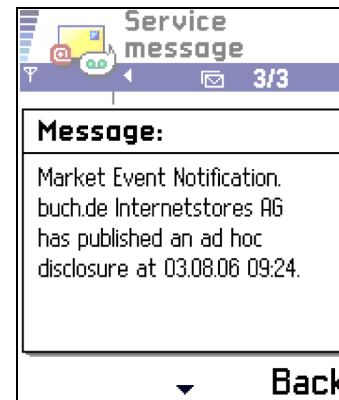 Service
message
3/3
Message:
Market Event Notification.
buch.de Internetstores AG
has published an ad hoc
disclosure at 03.08.06 09:24.
Back